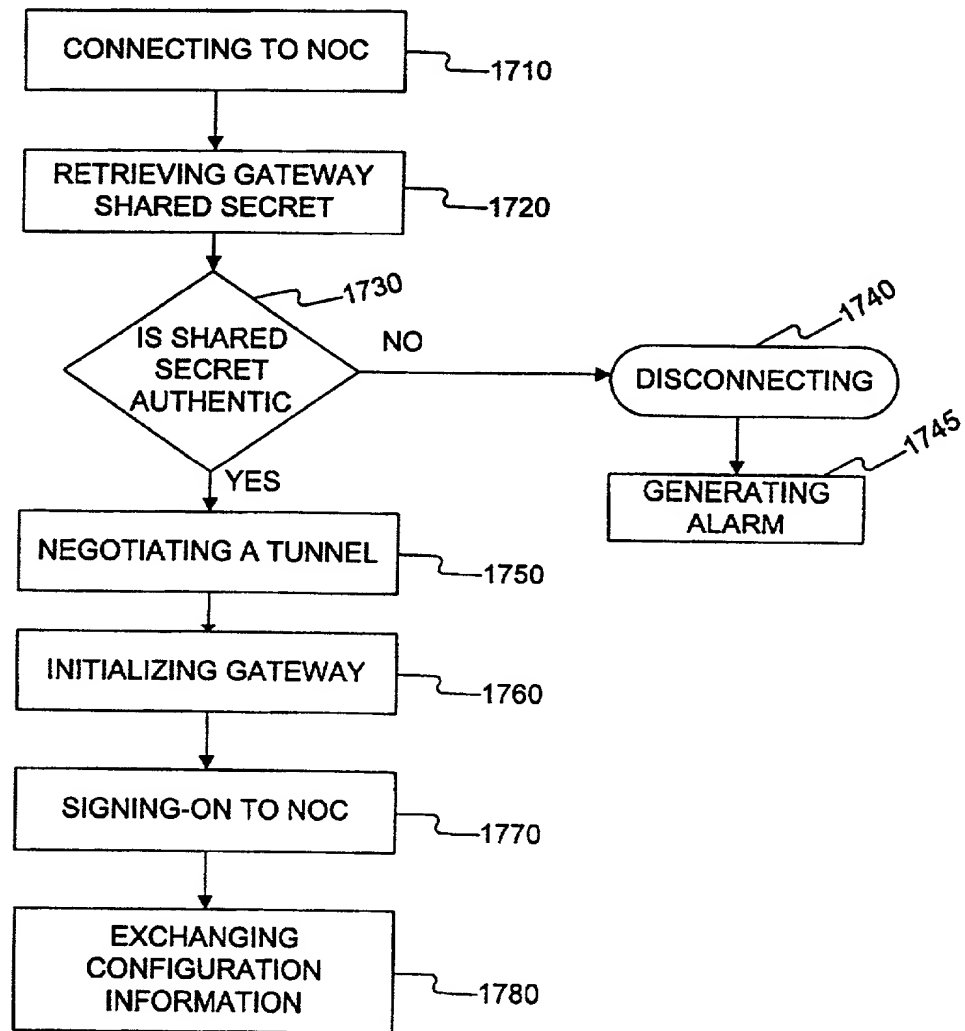 CONNECTING TO NOC
1710
RETRIEVING GATEWAY
SHARED SECRET
1720
1730
IS SHARED
SECRET
AUTHENTIC
NO
1740
DISCONNECTING
1745
GENERATING
ALARM
YES
NEGOTIATING A TUNNEL
1750
INITIALIZING GATEWAY
1760
SIGNING-ON TO NOC
1770
EXCHANGING
CONFIGURATION
INFORMATION
1780